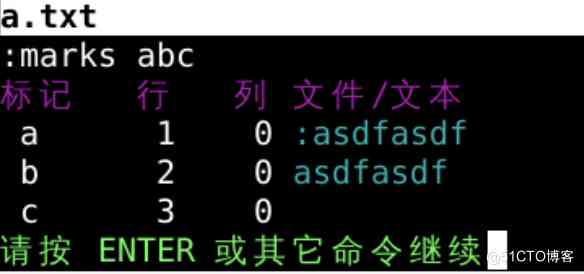 a.txt
:marks abc
标记 行 列 文件/文本
a 1 0 :asdfasdf
b 2 0 asdfasdf
c 3 0
请按 ENTER 或其它命令继续
@51CTO博客